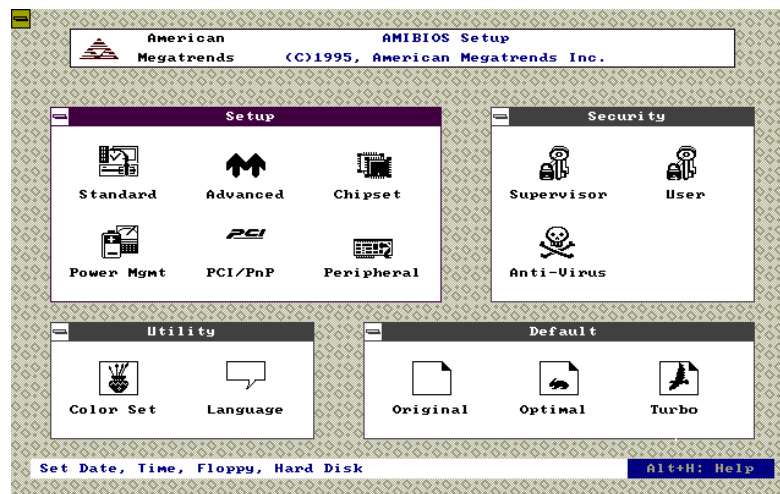 American AMIBIOS Setup
Megatrends (C)1995, American Megatrends Inc.
Setup
Standard Advanced Chipset
PCI
Power Mgmt PCI/PnP Peripheral
Security
Supervisor User
Anti-Virus
Utility
Color Set Language
Default
Original Optimal Turbo
Set Date, Time, Floppy, Hard Disk Alt+H: Help